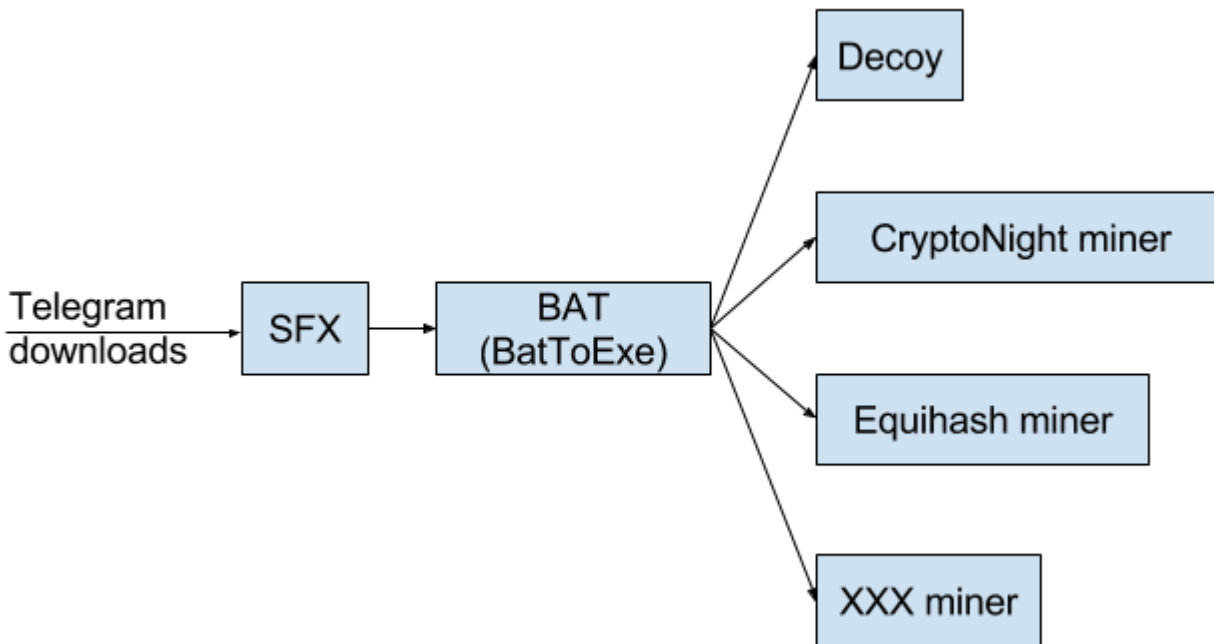 Telegram
downloads
SFX
BAT
(BatToExe)
Decoy
CryptoNight miner
Equihash miner
XXX miner